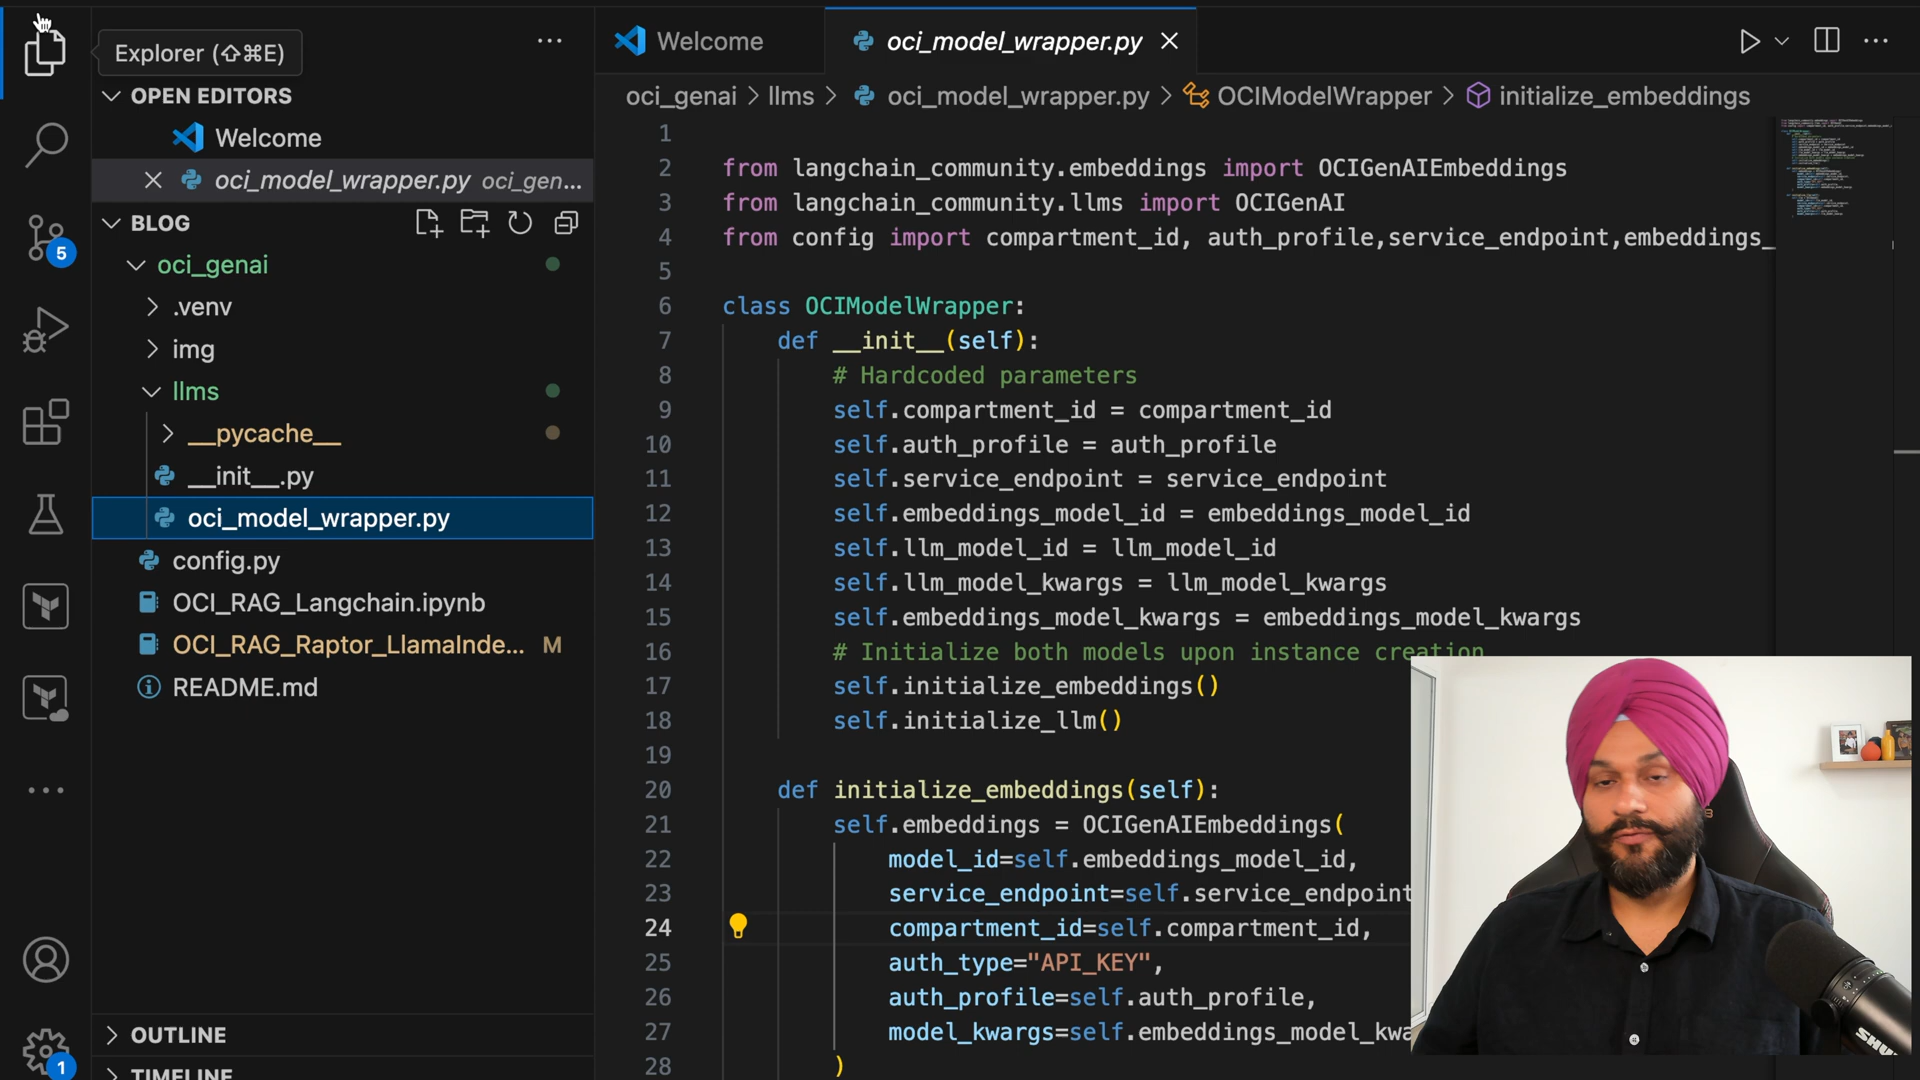 Explorer (⇧⌘E)
OPEN EDITORS
Welcome
oci_model_wrapper.py oci_gen...
BLOG
oci_genai
.venv
img
llms
__pycache__
__init__.py
oci_model_wrapper.py
config.py
OCI_RAG_Langchain.ipynb
OCI_RAG_Raptor_LlamaInde... M
README.md
OUTLINE
TIMELINE
5
1
Welcome
oci_model_wrapper.py
oci_genai > llms > oci_model_wrapper.py > OCIModelWrapper > initialize_embeddings
1
2 from langchain_community.embeddings import OCIGenAIEmbeddings
3 from langchain_community.llms import OCIGenAI
4 from config import compartment_id, auth_profile,service_endpoint,embeddings_
5
6 class OCIModelWrapper:
7 def __init__(self):
8 # Hardcoded parameters
9 self.compartment_id = compartment_id
10 self.auth_profile = auth_profile
11 self.service_endpoint = service_endpoint
12 self.embeddings_model_id = embeddings_model_id
13 self.llm_model_id = llm_model_id
14 self.llm_model_kwargs = llm_model_kwargs
15 self.embeddings_model_kwargs = embeddings_model_kwargs
16 # Initialize both models upon instance creation
17 self.initialize_embeddings()
18 self.initialize_llm()
19
20 def initialize_embeddings(self):
21 self.embeddings = OCIGenAIEmbeddings(
22 model_id=self.embeddings_model_id,
23 service_endpoint=self.service_endpoint
24 compartment_id=self.compartment_id,
25 auth_type="API_KEY",
26 auth_profile=self.auth_profile,
27 model_kwargs=self.embeddings_model_kwa
28 )